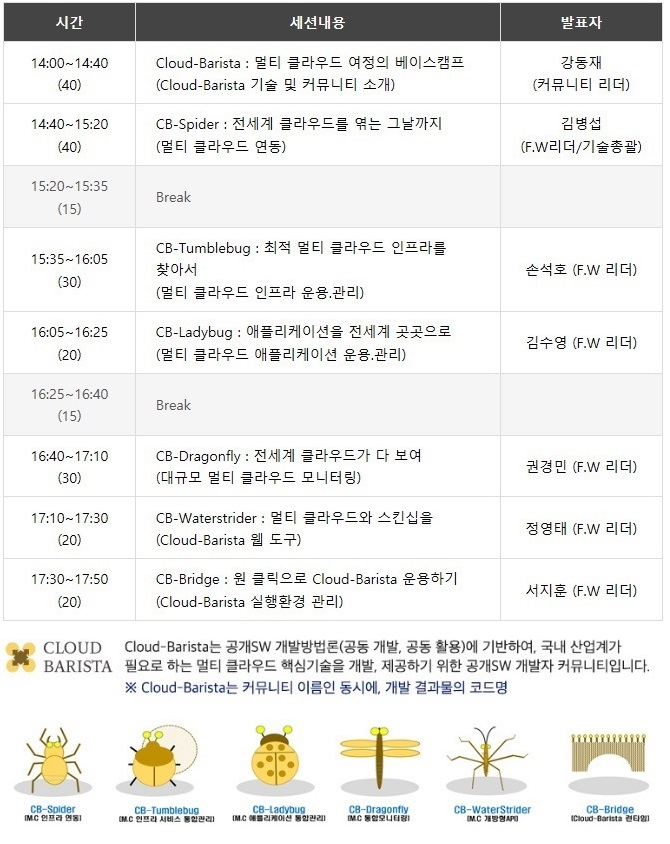 시간 세션내용 발표자
14:00~14:40 Cloud-Barista : 멀티 클라우드 여정의 베이스캠프 강동재
(40) (Cloud-Barista 기술 및 커뮤니티 소개) (커뮤니티 리더)
14:40~15:20 CB-Spider : 전세계 클라우드를 엮는 그날까지 김병섭
(40) (멀티 클라우드 연동) (F.W리더/기술총괄)
15:20~15:35
(15)
Break
15:35~16:05
(30)
CB-Tumblebug : 최적 멀티 클라우드 인프라를
찾아서
(멀티 클라우드 인프라 운용.관리)
손석호 (F.W 리더)
16:05~16:25
(20)
CB-Ladybug : 애플리케이션을 전세계 곳곳으로
(멀티 클라우드 애플리케이션 운용.관리)
김수영 (F.W 리더)
16:25~16:40
(15)
Break
16:40~17:10
(30)
CB-Dragonfly : 전세계 클라우드가 다 보여
(대규모 멀티 클라우드 모니터링)
권경민 (F.W 리더)
17:10~17:30
(20)
CB-Waterstrider : 멀티 클라우드와 스킨십을
(Cloud-Barista 웹 도구)
정영태 (F.W 리더)
17:30~17:50
(20)
CB-Bridge : 원 클릭으로 Cloud-Barista 운용하기
(Cloud-Barista 실행환경 관리)
서지훈 (F.W 리더)
CLOUD
BARISTA
Cloud-Barista는 공개SW 개발방법론(공동 개발, 공동 활용)에 기반하여, 국내 산업계가
필요로 하는 멀티 클라우드 핵심기술을 개발, 제공하기 위한 공개SW 개발자 커뮤니티입니다.
※ Cloud-Barista는 커뮤니티 이름인 동시에, 개발 결과물의 코드명
CB-Spider
(M.C 인프라 연동)
CB-Tumblebug
(M.C 인프라 서비스 통합관리)
CB-Ladybug
(M.C 애플리케이션 통합관리)
CB-Dragonfly
(M.C 통합모니터링)
CB-WaterStrider
(M.C 개방형API)
CB-Bridge
(Cloud-Barista 런타임)